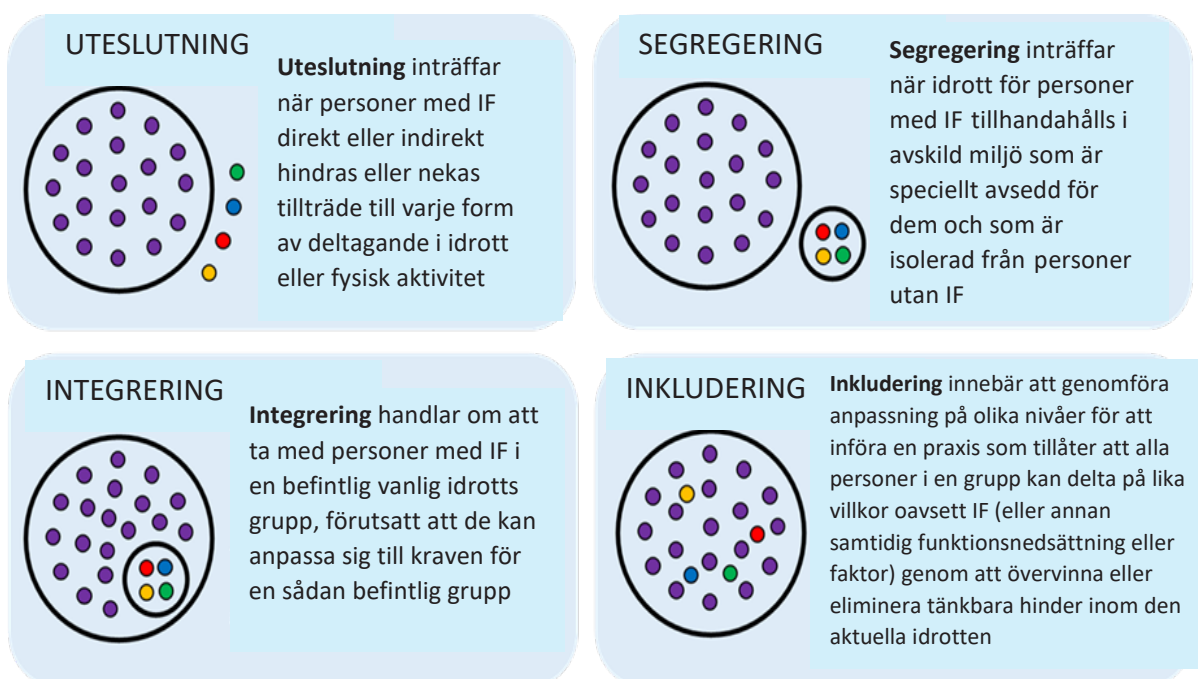 UTESLUTNING
Uteslutning inträffar
när personer med IF
direkt eller indirekt
hindras eller nekas
tillträde till varje form
av deltagande i idrott
eller fysisk aktivitet
SEGREGERING
Segregering inträffar
när idrott för personer
med IF tillhandahålls i
avskild miljö som är
speciellt avsedd för
dem och som är
isolerad från personer
utan IF
INTEGRERING
Integrering handlar om att
ta med personer med IF i
en befintlig vanlig idrotts
grupp, förutsatt att de kan
anpassa sig till kraven för
en sådan befintlig grupp
INKLUDERING
Inkludering innebär att genomföra
anpassning på olika nivåer för att
införa en praxis som tillåter att alla
personer i en grupp kan delta på lika
villkor oavsett IF (eller annan
samtidig funktionsnedsättning eller
faktor) genom att övervinna eller
eliminera tänkbara hinder inom den
aktuella idrotten